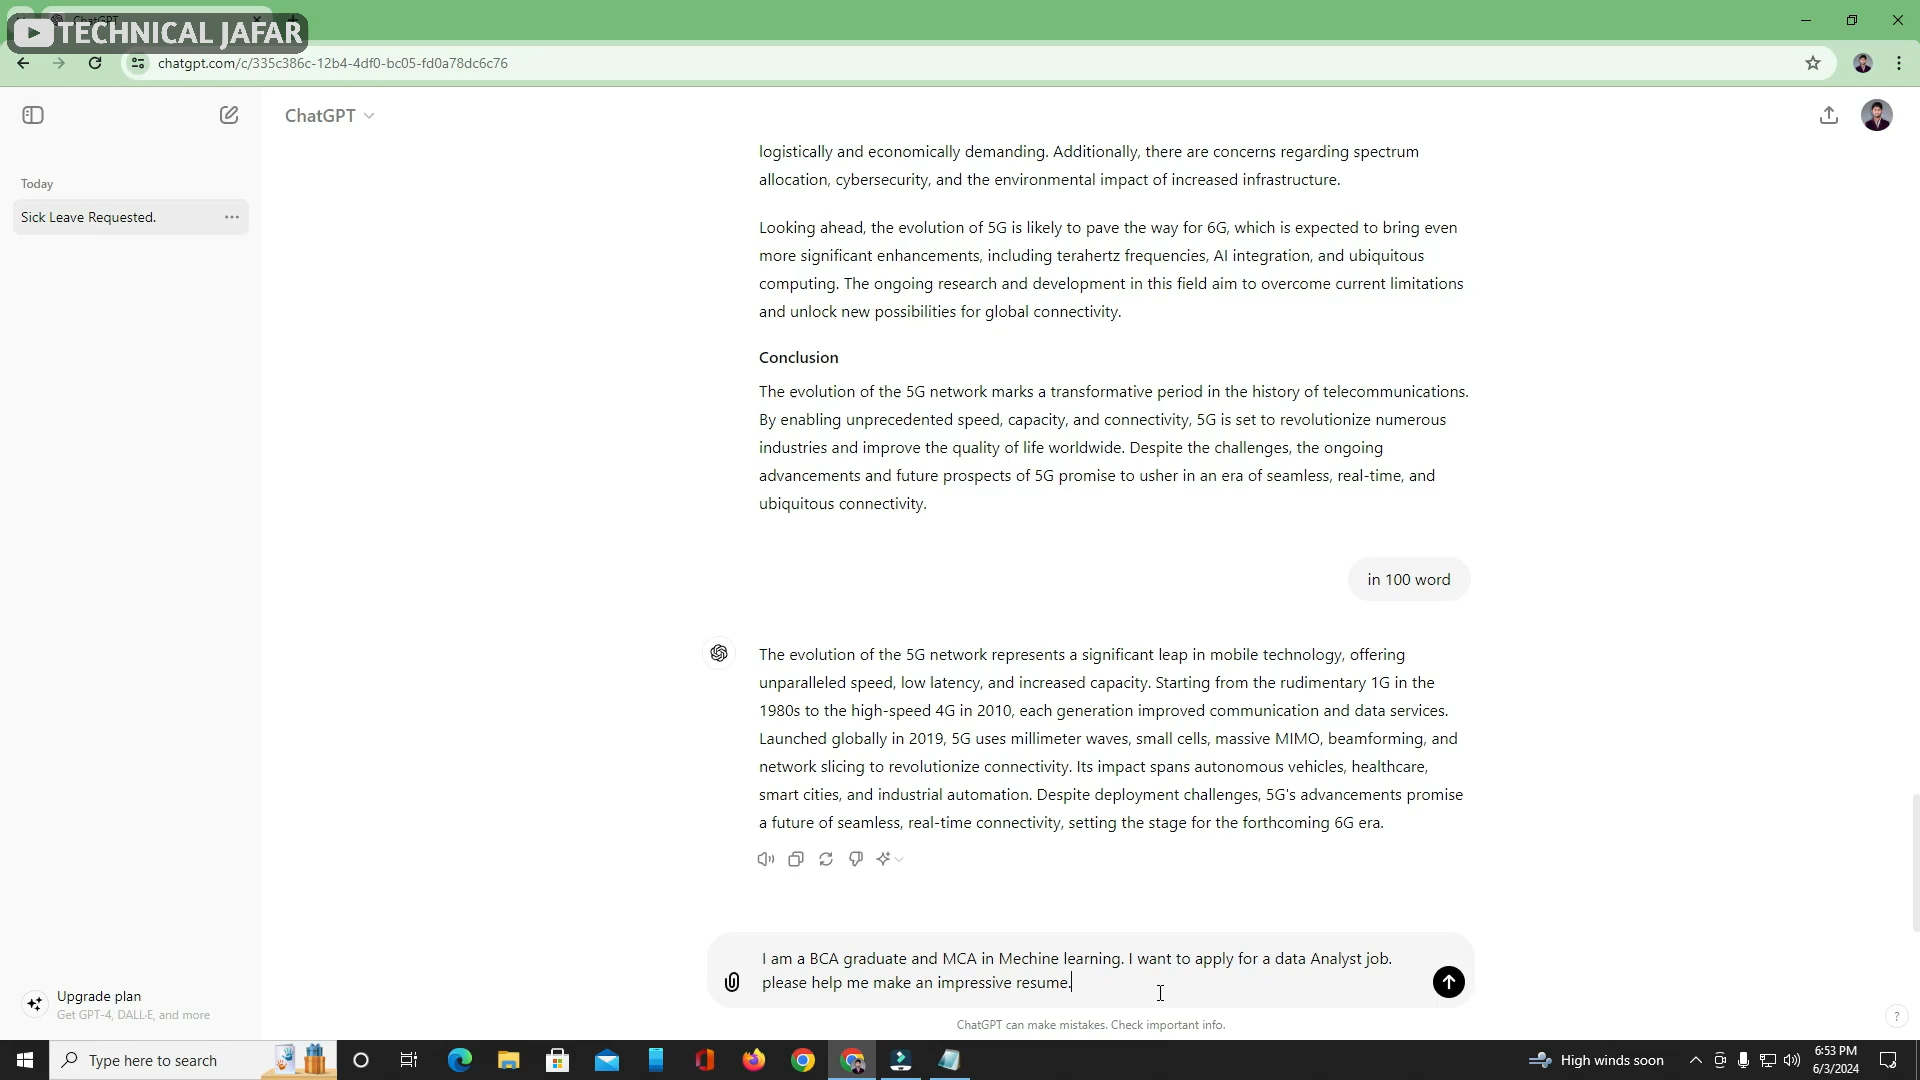 ChatGPT
TECHNICAL JAFAR
chatgpt.com/c/335c386c-12b4-4df0-bc05-fd0a78dc6c76
ChatGPT
Today
Sick Leave Requested.
logistically and economically demanding. Additionally, there are concerns regarding spectrum
allocation, cybersecurity, and the environmental impact of increased infrastructure.
Looking ahead, the evolution of 5G is likely to pave the way for 6G, which is expected to bring even
more significant enhancements, including terahertz frequencies, AI integration, and ubiquitous
computing. The ongoing research and development in this field aim to overcome current limitations
and unlock new possibilities for global connectivity.
Conclusion
The evolution of the 5G network marks a transformative period in the history of telecommunications.
By enabling unprecedented speed, capacity, and connectivity, 5G is set to revolutionize numerous
industries and improve the quality of life worldwide. Despite the challenges, the ongoing
advancements and future prospects of 5G promise to usher in an era of seamless, real-time, and
ubiquitous connectivity.
in 100 word
The evolution of the 5G network represents a significant leap in mobile technology, offering
unparalleled speed, low latency, and increased capacity. Starting from the rudimentary 1G in the
1980s to the high-speed 4G in 2010, each generation improved communication and data services.
Launched globally in 2019, 5G uses millimeter waves, small cells, massive MIMO, beamforming, and
network slicing to revolutionize connectivity. Its impact spans autonomous vehicles, healthcare,
smart cities, and industrial automation. Despite deployment challenges, 5G's advancements promise
a future of seamless, real-time connectivity, setting the stage for the forthcoming 6G era.
I am a BCA graduate and MCA in Mechine learning. I want to apply for a data Analyst job.
please help me make an impressive resume.
Upgrade plan
Get GPT-4, DALL·E, and more
ChatGPT can make mistakes. Check important info.
?
Type here to search
High winds soon
6:53 PM
6/3/2024